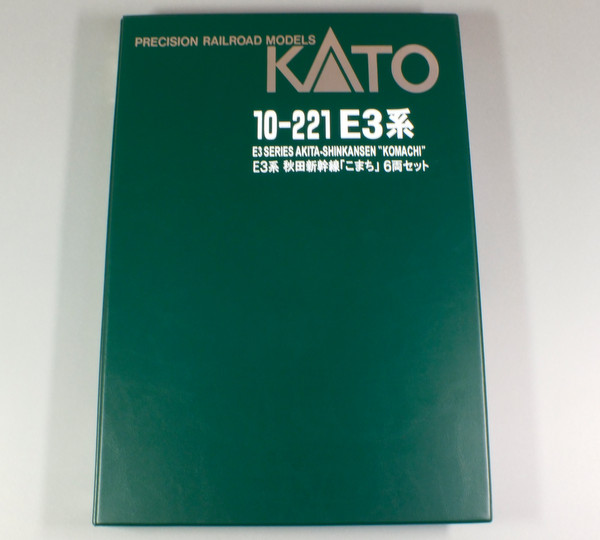 PRECISION RAILROAD MODELS
KATO
10-221 E3系
E3 SERIES AKITA-SHINKANSEN "KOMACHI"
E3系 秋田新幹線「こまち」6両セット